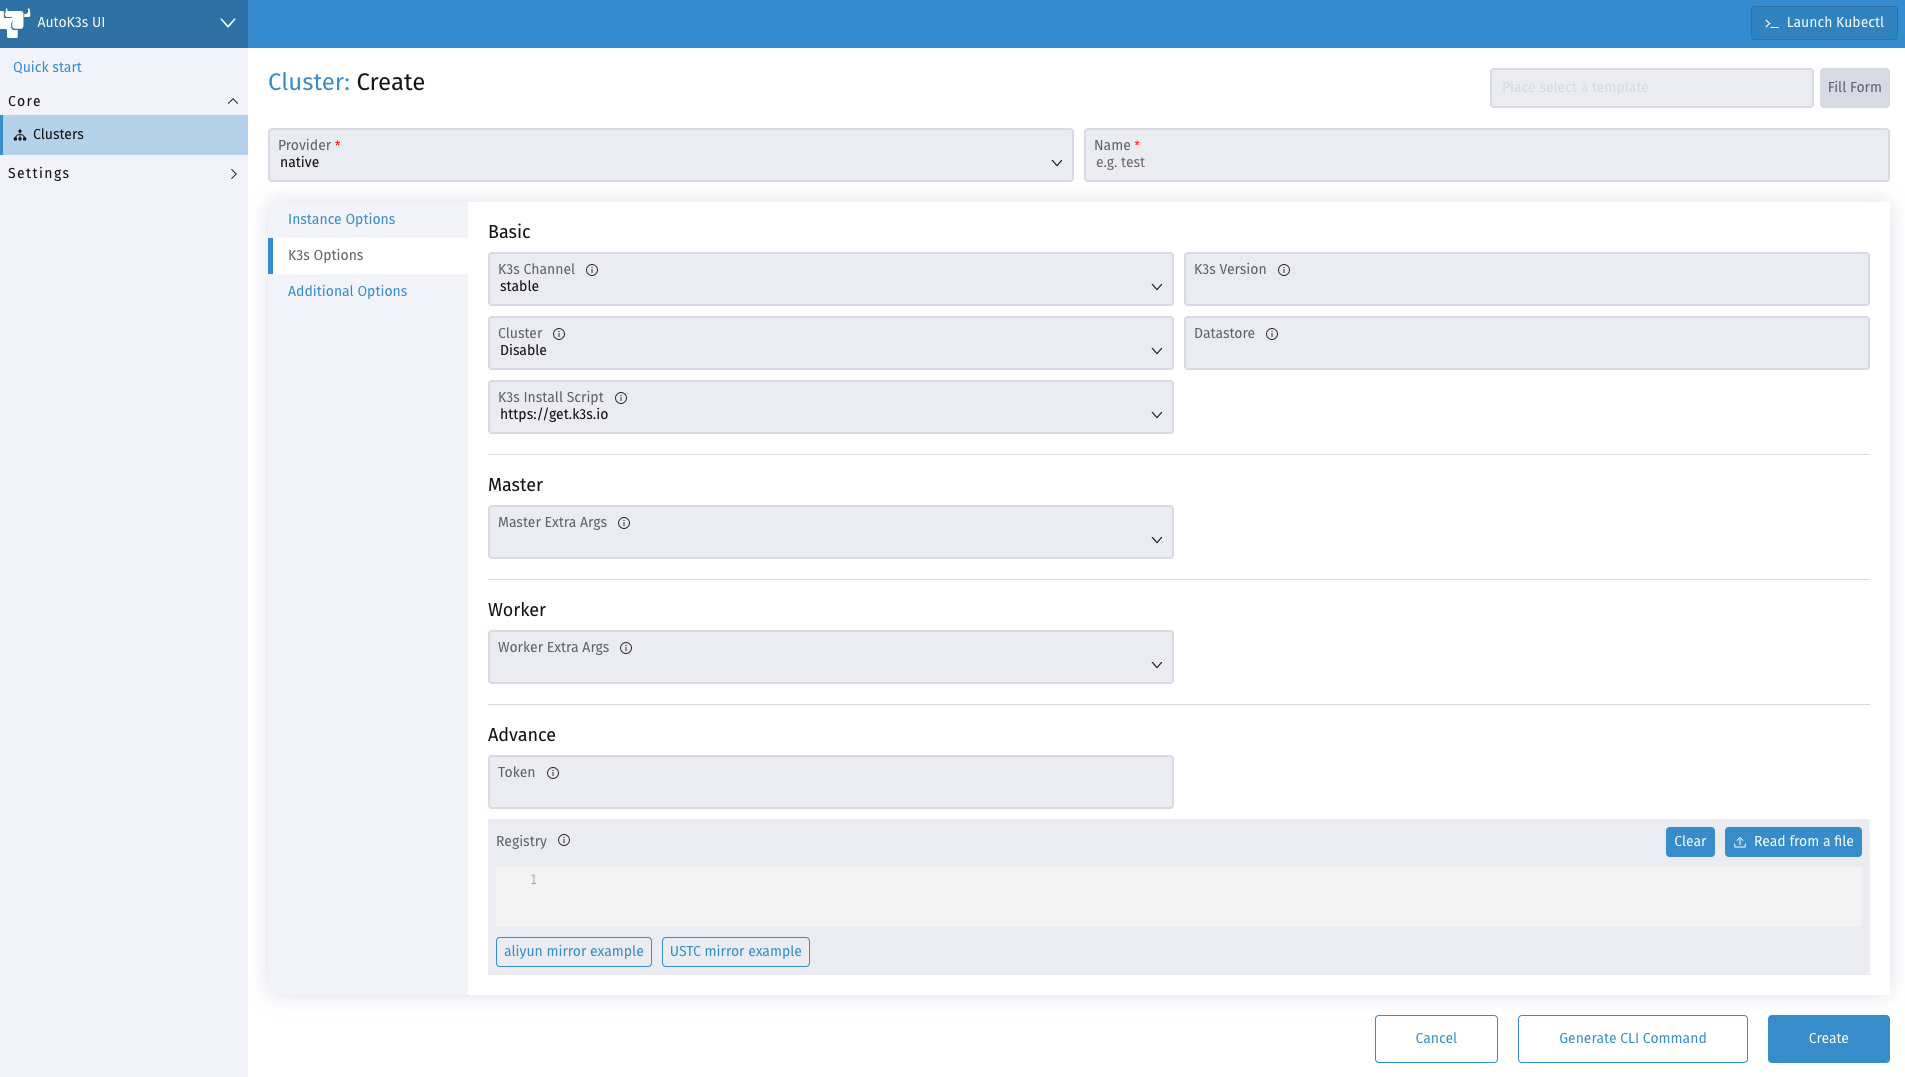 AutoK3s UI
Launch Kubectl
Quick start
Core
Clusters
Settings
Cluster: Create
Place select a template
Fill Form
Provider *
native
Name *
e.g. test
Instance Options
K3s Options
Additional Options
Basic
K3s Channel
stable
K3s Version
Cluster
Disable
Datastore
K3s Install Script
https://get.k3s.io
Master
Master Extra Args
Worker
Worker Extra Args
Advance
Token
Registry
Clear
Read from a file
1
aliyun mirror example
USTC mirror example
Cancel
Generate CLI Command
Create